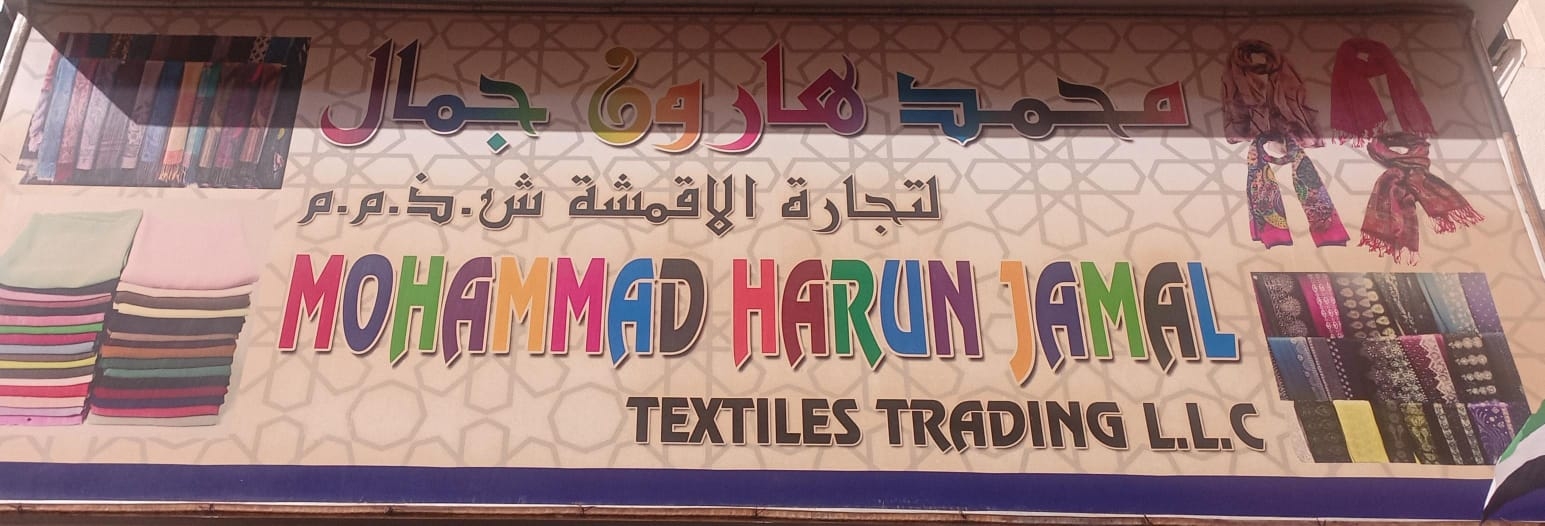 محمد هارون جمال
لتجارة الاقمشة ش.ذ.م.م
MOHAMMAD HARUN JAMAL
TEXTILES TRADING L.L.C